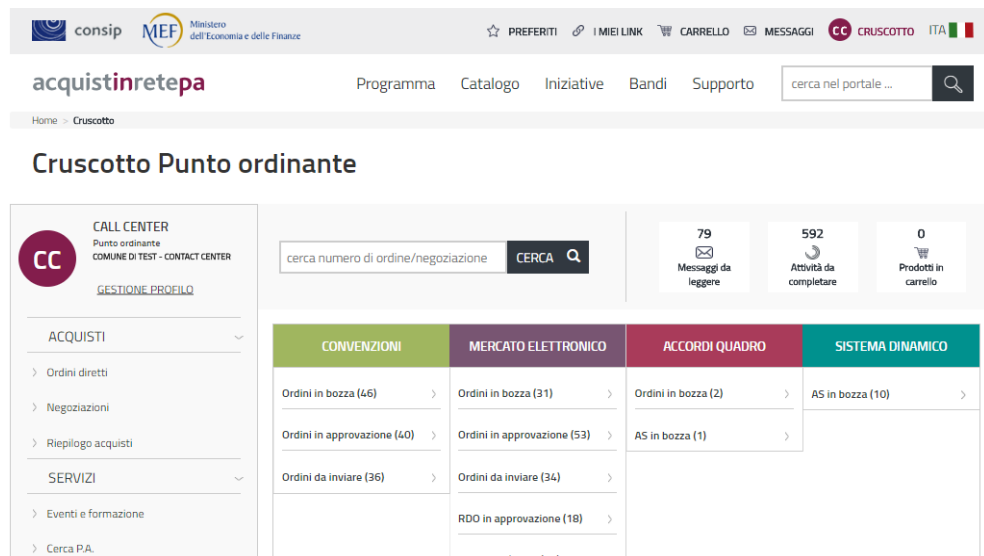 consip
MEF
Ministero
dell'Economia e delle Finanze
PREFERITI
I MIEI LINK
CARRELLO
MESSAGGI
CC
CRUSCOTTO
ITA
acquistinretepa
Programma
Catalogo
Iniziative
Bandi
Supporto
cerca nel portale ...
Home > Cruscotto
Cruscotto Punto ordinante
CC
CALL CENTER
Punto ordinante
COMUNE DI TEST - CONTACT CENTER
GESTIONE PROFILO
cerca numero di ordine/negoziazione
CERCA
79
Messaggi da
leggere
592
Attività da
completare
0
Prodotti in
carrello
ACQUISTI
Ordini diretti
Negoziazioni
Riepilogo acquisti
SERVIZI
Eventi e formazione
Cerca P.A.
CONVENZIONI
Ordini in bozza (46)
Ordini in approvazione (40)
Ordini da inviare (36)
MERCATO ELETTRONICO
Ordini in bozza (31)
Ordini in approvazione (53)
Ordini da inviare (34)
RDO in approvazione (18)
ACCORDI QUADRO
Ordini in bozza (2)
AS in bozza (1)
SISTEMA DINAMICO
AS in bozza (10)